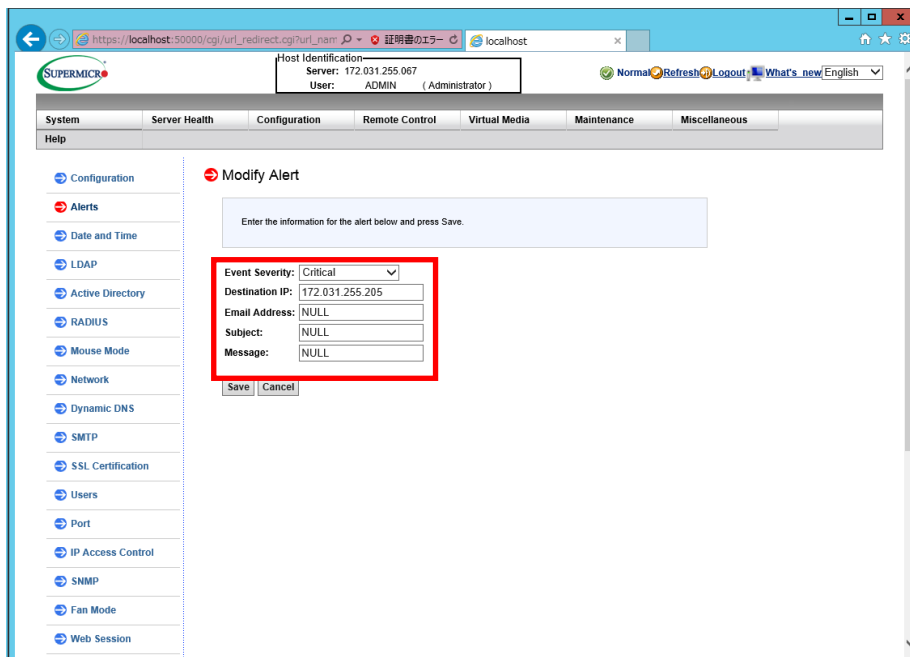 https://localhost:50000/cgi/url_redirect.cgi?url_nam 証明書のエラー localhost
SUPERMICR
Host Identification
Server: 172.031.255.067
User: ADMIN (Administrator)
Normal Refresh Logout What's new English
System Server Health Configuration Remote Control Virtual Media Maintenance Miscellaneous
Help
Configuration
Alerts
Date and Time
LDAP
Active Directory
RADIUS
Mouse Mode
Network
Dynamic DNS
SMTP
SSL Certification
Users
Port
IP Access Control
SNMP
Fan Mode
Web Session
Modify Alert
Enter the information for the alert below and press Save.
Event Severity: Critical
Destination IP: 172.031.255.205
Email Address: NULL
Subject: NULL
Message: NULL
Save Cancel